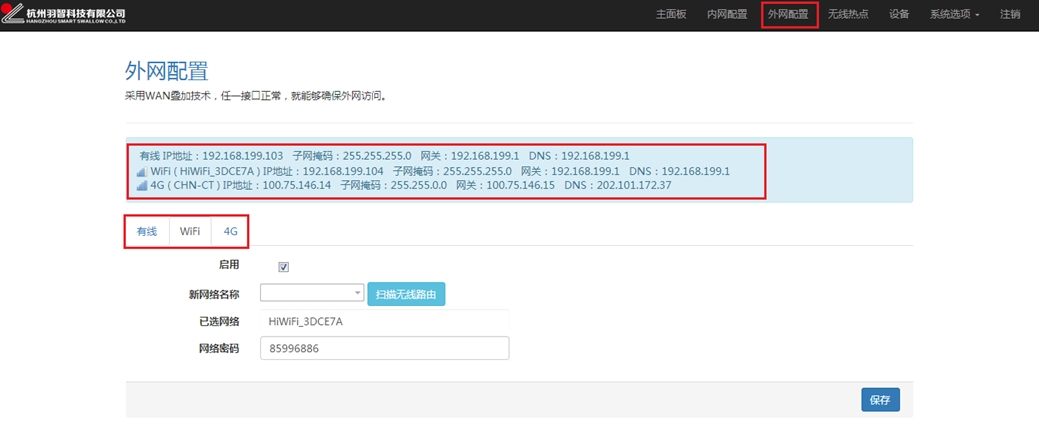 杭州羽智科技有限公司
HANGZHOU SMART SWALLOW CO.,LTD
主面板 内网配置 外网配置 无线热点 设备 系统选项 注销
外网配置
采用WAN叠加技术，任一接口正常，就能够确保外网访问。
有线 IP地址：192.168.199.103 子网掩码：255.255.255.0 网关：192.168.199.1 DNS：192.168.199.1
WiFi ( HiWiFi_3DCE7A ) IP地址：192.168.199.104 子网掩码：255.255.255.0 网关：192.168.199.1 DNS：192.168.199.1
4G ( CHN-CT ) IP地址：100.75.146.14 子网掩码：255.255.0.0 网关：100.75.146.15 DNS：202.101.172.37
有线 WiFi 4G
启用
新网络名称 扫描无线路由
已选网络 HiWiFi_3DCE7A
网络密码 85996886
保存